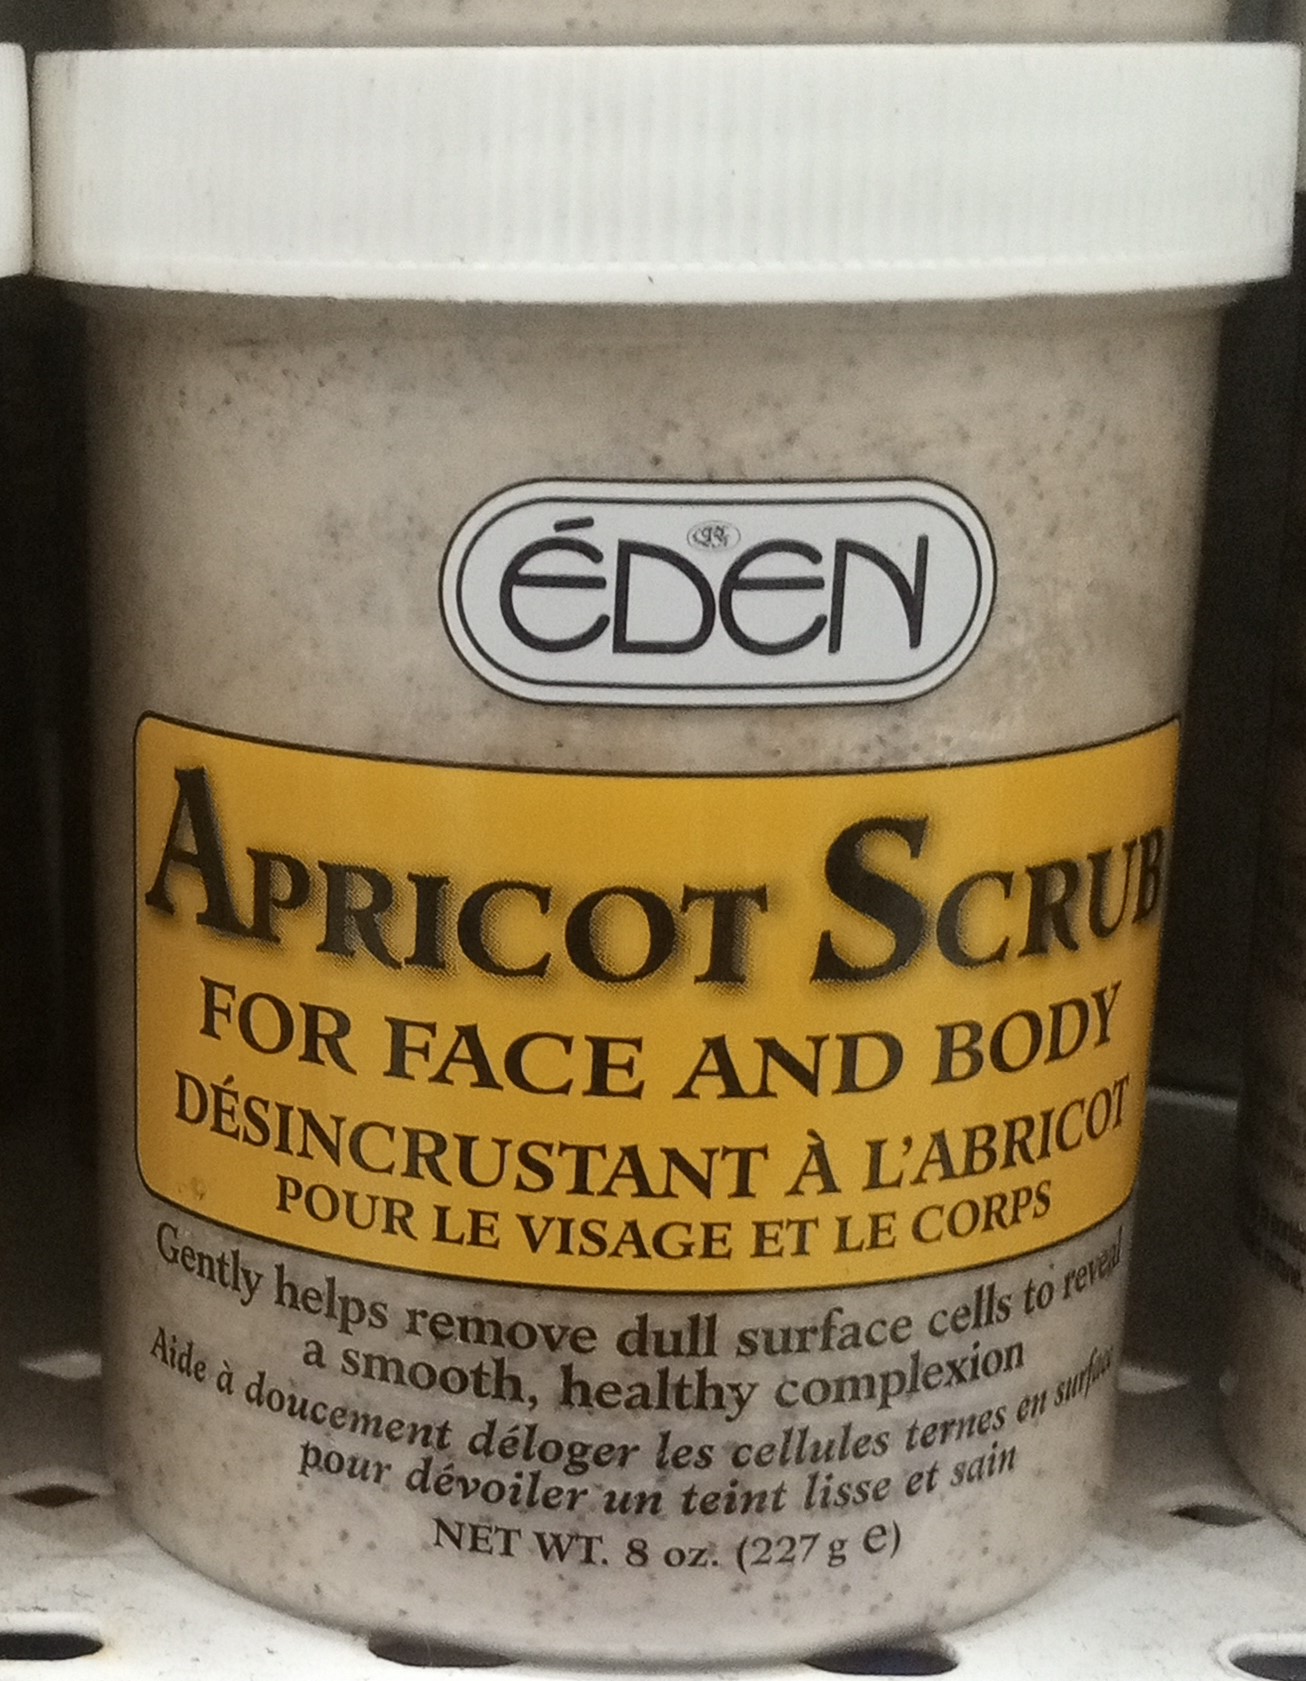 ÉDEN
APRICOT SCRUB
FOR FACE AND BODY
DÉSINCRUSTANT À L'ABRICOT
POUR LE VISAGE ET LE CORPS
Gently helps remove dull surface cells to reveal
a smooth, healthy complexion
Aide à doucement déloger les cellules ternes en surface
pour dévoiler un teint lisse et sain
NET WT. 8 oz. (227 g e)